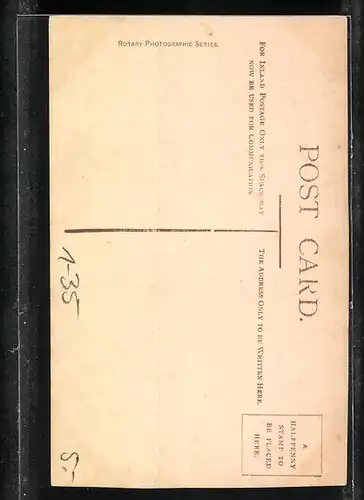 POST CARD.
FOR INLAND POSTAGE ONLY THIS SPACE MAY
NOW BE USED FOR COMMUNICATION.
THE ADDRESS ONLY TO BE WRITTEN HERE.
A
HALFPENNY
STAMP TO
BE PLACED
HERE.
ROTARY PHOTOGRAPHIC SERIES.
1-35
5.-